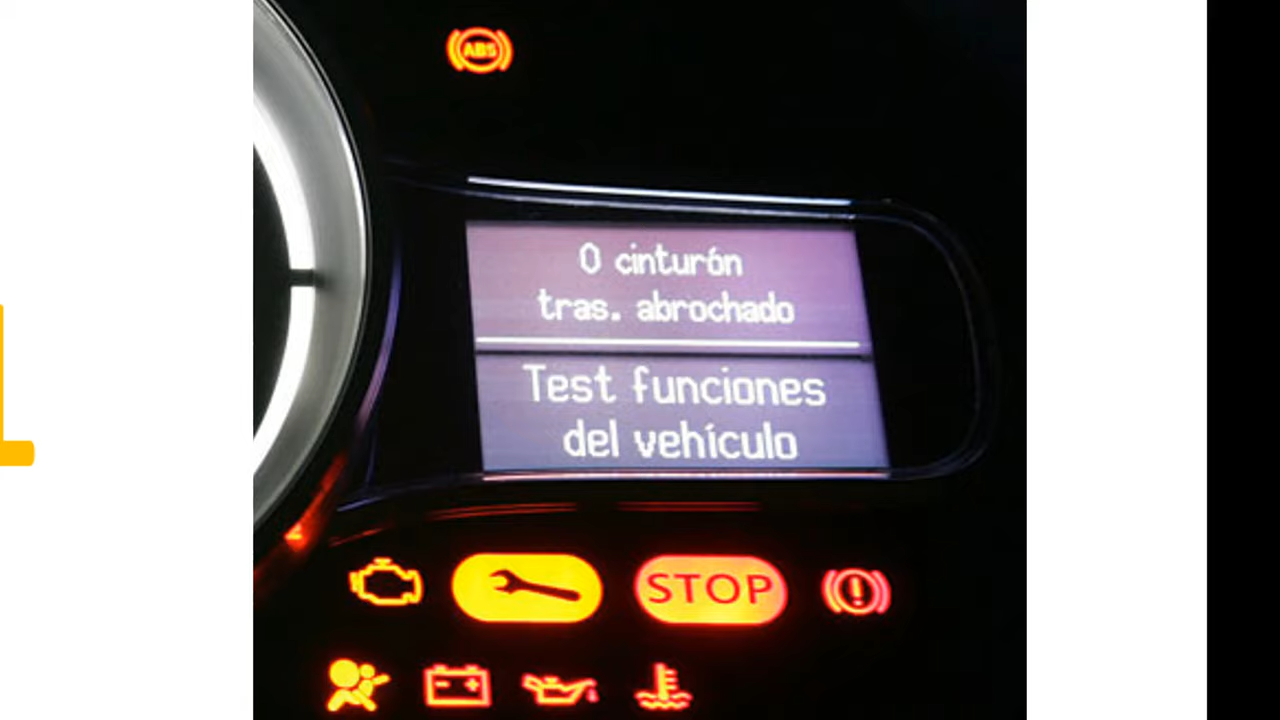 ABS
0 cinturón
tras. abrochado
Test funciones
del vehículo
STOP